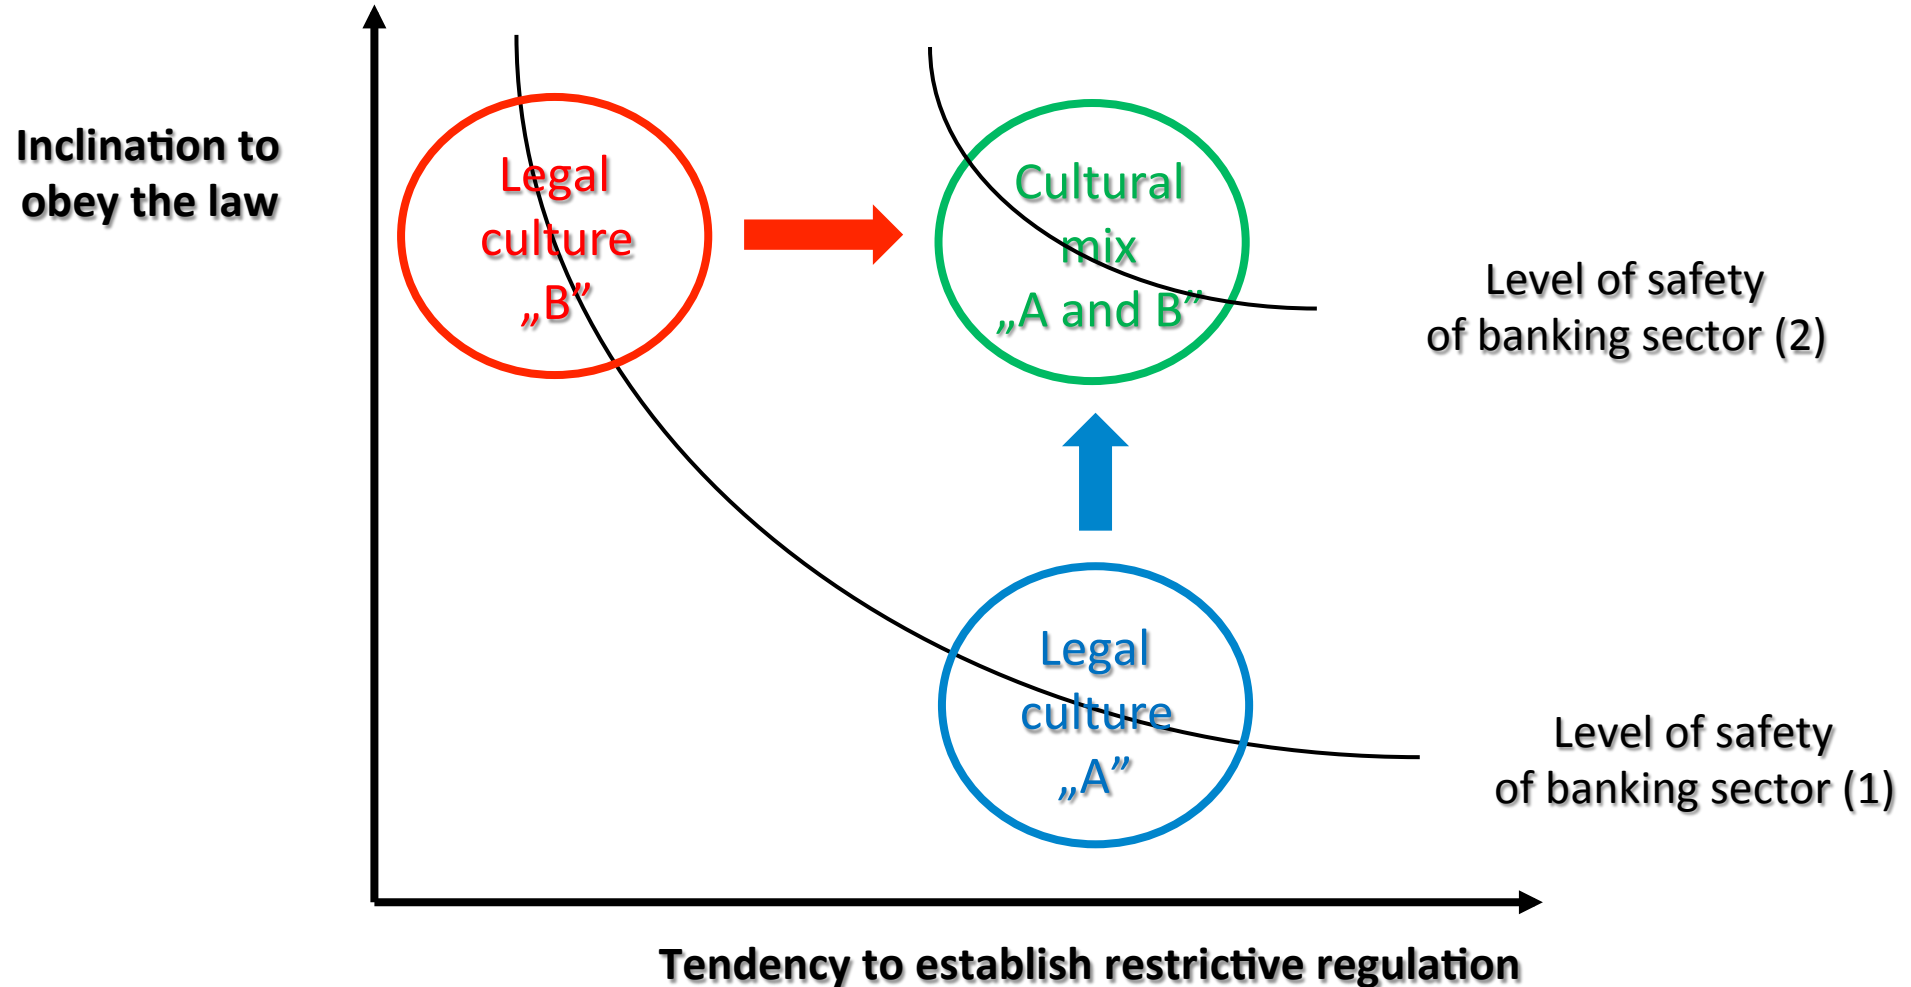 Inclination to
obey the law
Legal
culture
„B”
Cultural
mix
„A and B”
Level of safety
of banking sector (2)
Legal
culture
„A”
Level of safety
of banking sector (1)
Tendency to establish restrictive regulation